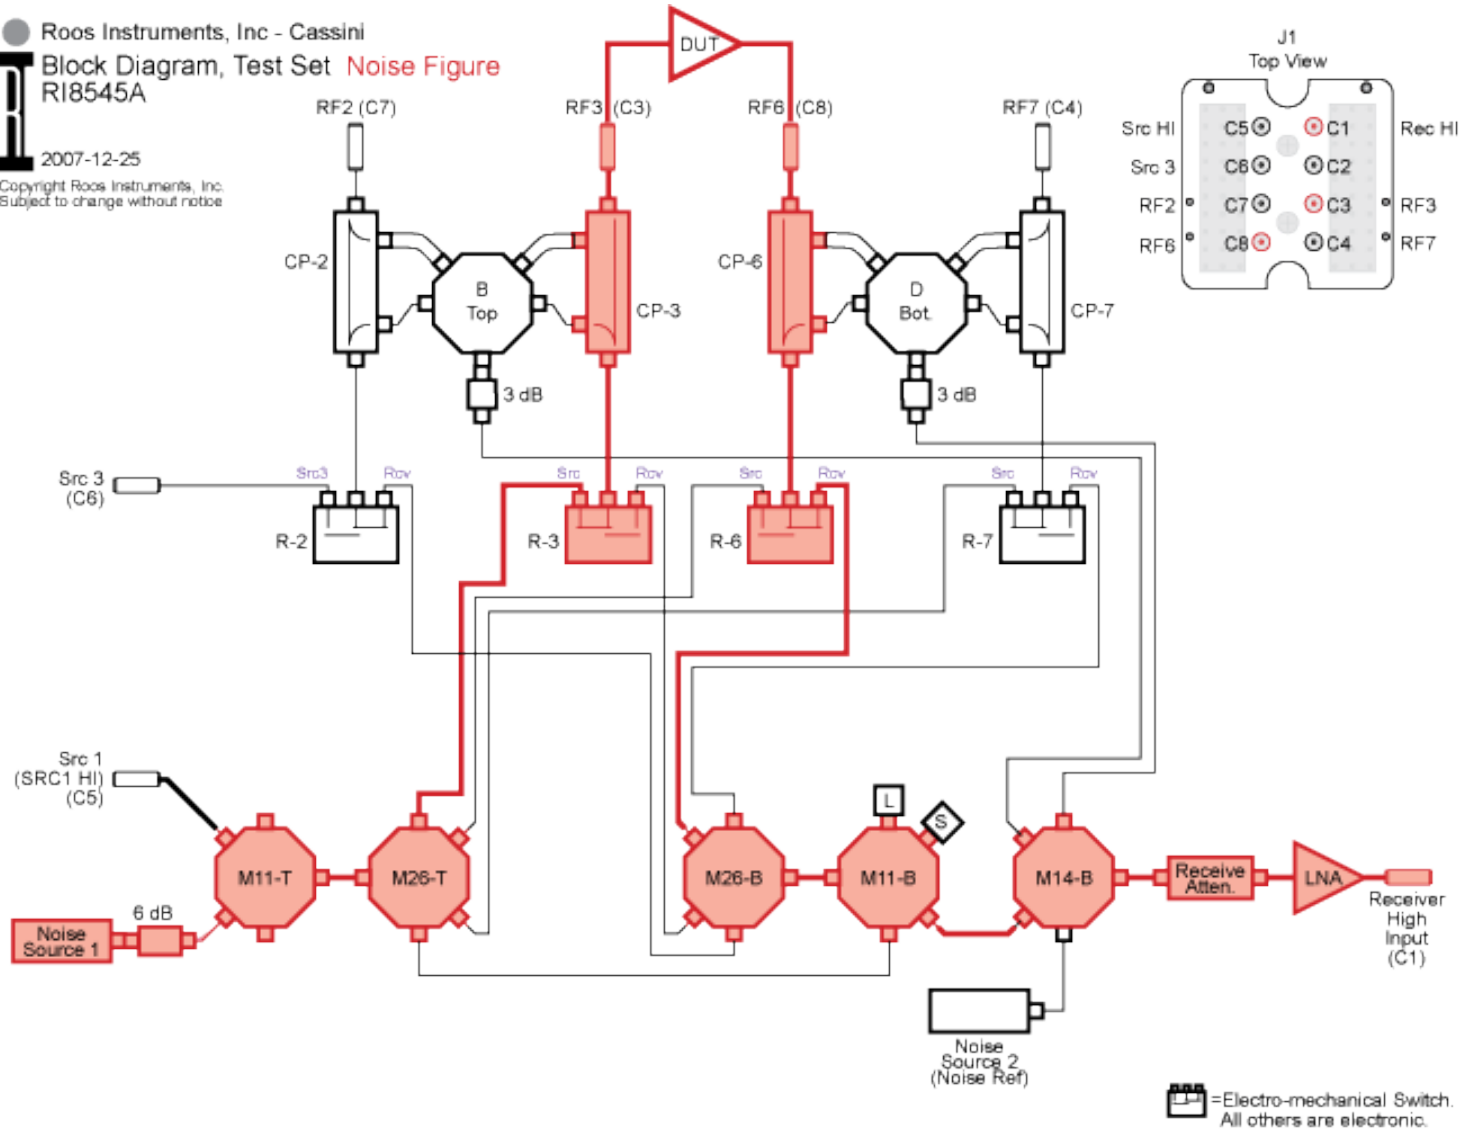 Roos Instruments, Inc - Cassini
Block Diagram, Test Set Noise Figure
RI8545A
2007-12-25
Copyright Roos Instruments, Inc.
Subject to change without notice
DUT
RF2 (C7)
RF3 (C3)
RF6 (C8)
RF7 (C4)
J1
Top View
Src HI
C5
C1
Rec HI
Src 3
C6
C2
RF2
C7
C3
RF3
RF6
C8
C4
RF7
CP-2
B
Top
CP-3
CP-6
D
Bot.
CP-7
3 dB
3 dB
Src 3
(C6)
Src3
Rcv
Src
Rcv
Src
Rcv
Src
Rcv
R-2
R-3
R-6
R-7
Src 1
(SRC1 HI)
(C5)
L
S
M11-T
M26-T
M26-B
M11-B
M14-B
Receive
Atten.
LNA
Receiver
High
Input
(C1)
6 dB
Noise
Source 1
Noise
Source 2
(Noise Ref)
=Electro-mechanical Switch.
All others are electronic.